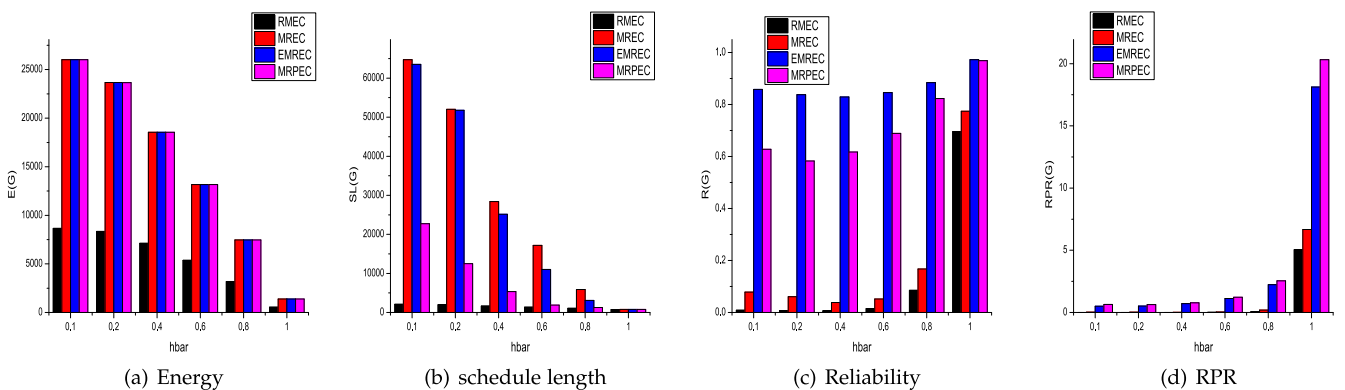 RMEC
MREC
EMREC
MRPEC
25000
20000
15000
10000
5000
0
E(G)
0,1
0,2
0,4
0,6
0,8
1
hbar
(a) Energy
RMEC
MREC
EMREC
MRPEC
60000
50000
40000
30000
20000
10000
0
SL(G)
0,1
0,2
0,4
0,6
0,8
1
hbar
(b) schedule length
RMEC
MREC
EMREC
MRPEC
1,0
0,8
0,6
0,4
0,2
0,0
R(G)
0,1
0,2
0,4
0,6
0,8
1
hbar
(c) Reliability
RMEC
MREC
EMREC
MRPEC
20
15
10
5
0
RPR(G)
0,1
0,2
0,4
0,6
0,8
1
hbar
(d) RPR